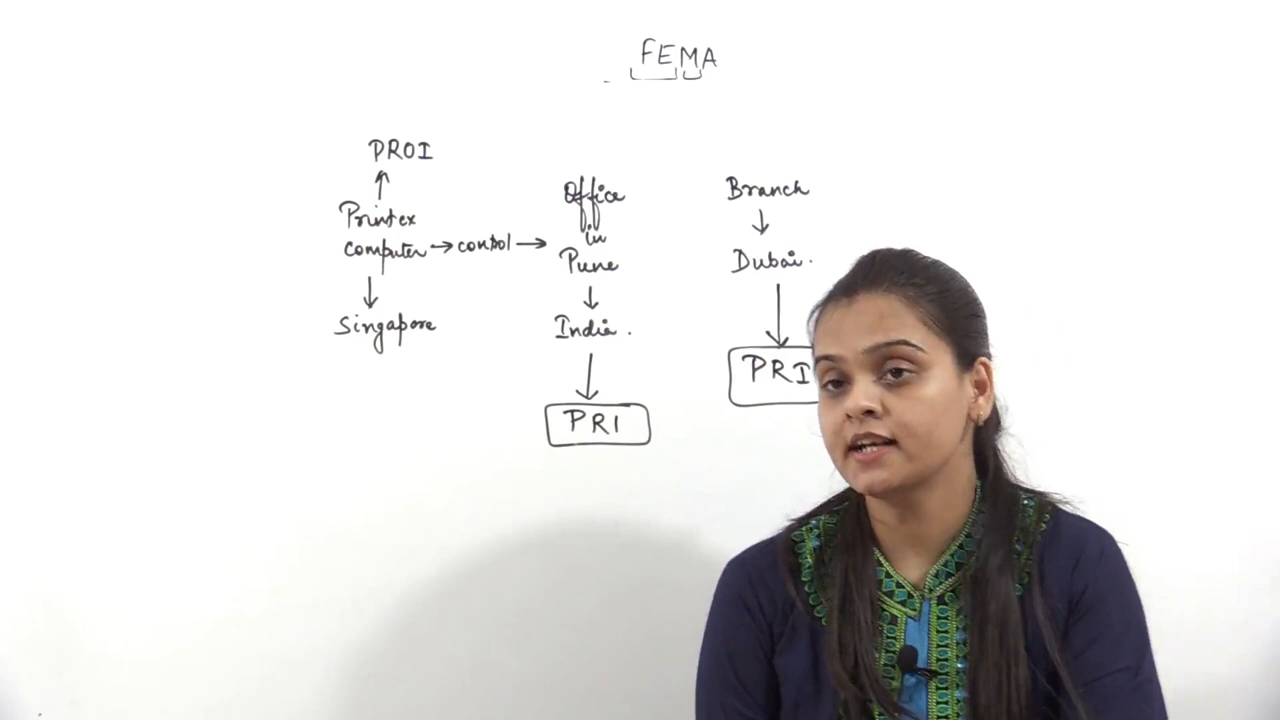 FEMA
PROI
Printex
computer → control →
Singapore
Office
in
Pune
India.
PRI
Branch
Dubai.
PRI